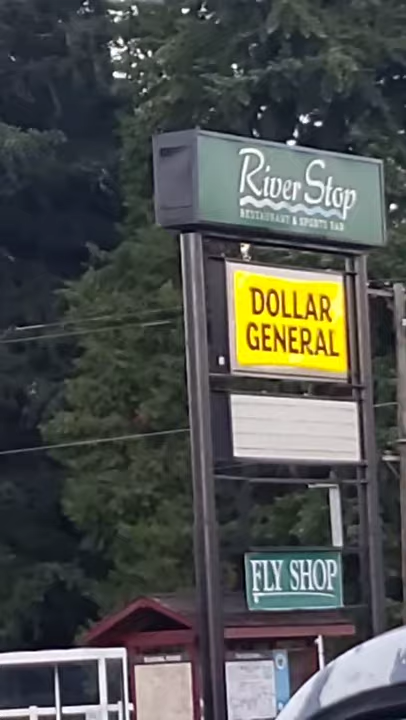 River Stop
RESTAURANT & SPORTS BAR
DOLLAR
GENERAL
FLY SHOP